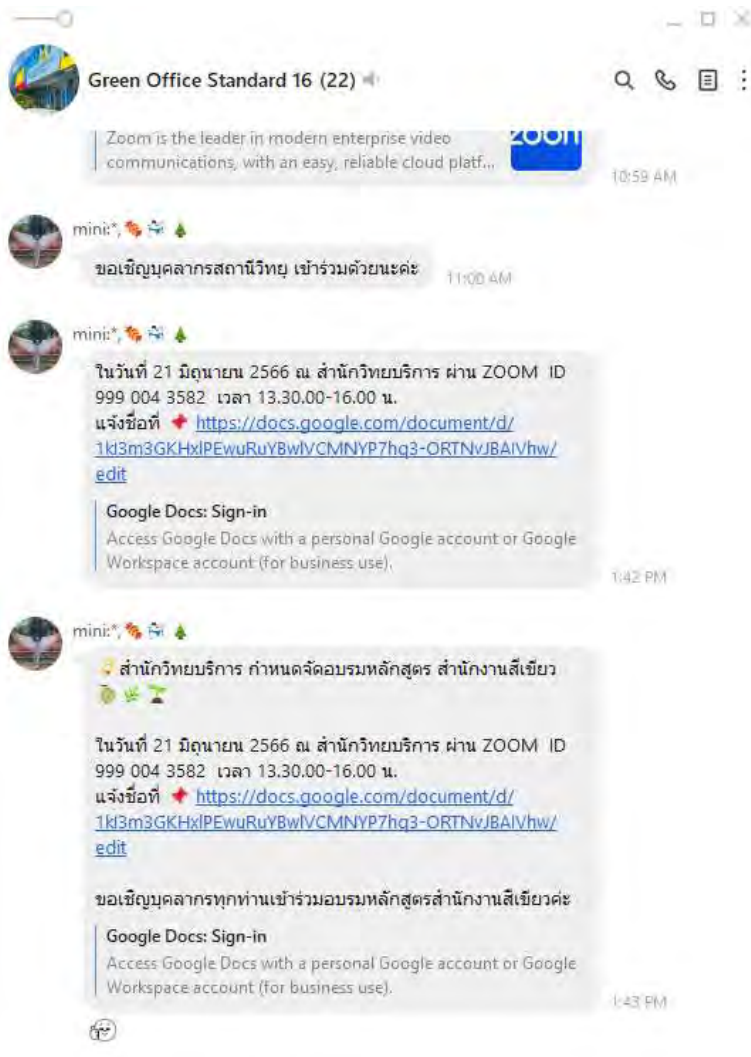 Green Office Standard 16 (22)
Zoom is the leader in modern enterprise video
communications, with an easy, reliable cloud platf...
zoom
10:59 AM
mini:*,
ขอเชิญบุคลากรสถานีวิทยุ เข้าร่วมด้วยนะค่ะ
11:00 AM
mini:*,
ในวันที่ 21 มิถุนายน 2566 ณ สำนักวิทยบริการ ผ่าน ZOOM ID
999 004 3582 เวลา 13.30.00-16.00 น.
แจ้งชื่อที่ 📌 https://docs.google.com/document/d/
1kI3m3GKHxlPEwuRuYBwlVCMNYP7hq3-ORTNvJBAIVhw/
edit
Google Docs: Sign-in
Access Google Docs with a personal Google account or Google
Workspace account (for business use).
1:42 PM
mini:*,
สำนักวิทยบริการ กำหนดจัดอบรมหลักสูตร สำนักงานสีเขียว
ในวันที่ 21 มิถุนายน 2566 ณ สำนักวิทยบริการ ผ่าน ZOOM ID
999 004 3582 เวลา 13.30.00-16.00 น.
แจ้งชื่อที่ 📌 https://docs.google.com/document/d/
1kI3m3GKHxlPEwuRuYBwlVCMNYP7hq3-ORTNvJBAIVhw/
edit
ขอเชิญบุคลากรทุกท่านเข้าร่วมอบรมหลักสูตรสำนักงานสีเขียวค่ะ
Google Docs: Sign-in
Access Google Docs with a personal Google account or Google
Workspace account (for business use).
1:43 PM